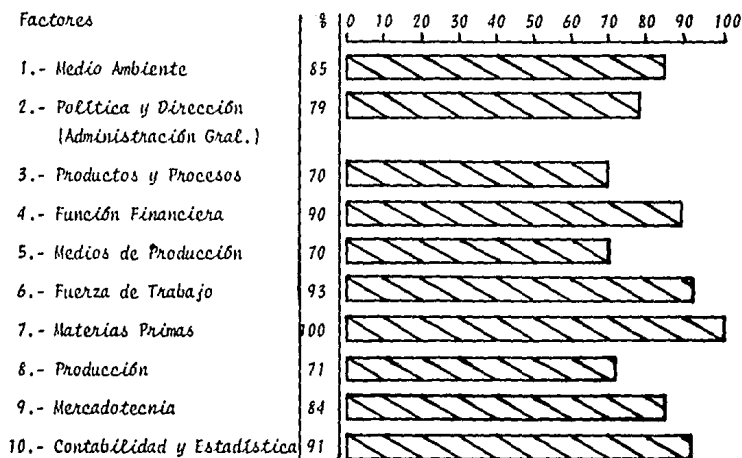 Factores % 0 10 20 30 40 50 60 70 80 90 100
1.- Medio Ambiente 85
2.- Política y Dirección 79
(Administración Gral.)
3.- Productos y Procesos 70
4.- Función Financiera 90
5.- Medios de Producción 70
6.- Fuerza de Trabajo 93
7.- Materias Primas 100
8.- Producción 71
9.- Mercadotecnia 84
10.- Contabilidad y Estadística 91